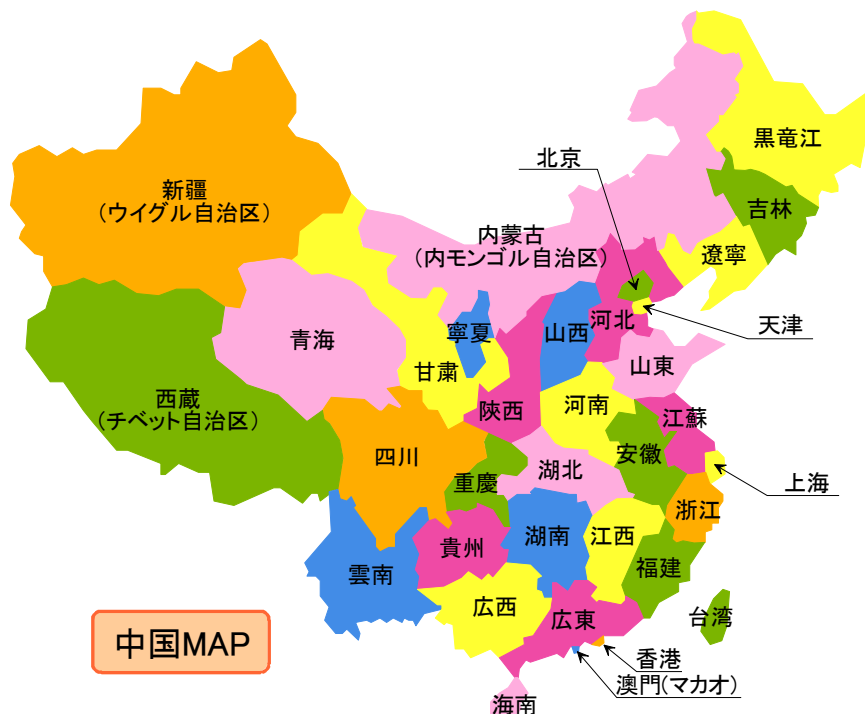 黒竜江
北京
新疆
(ウイグル自治区)
吉林
内蒙古
(内モンゴル自治区)
遼寧
河北
天津
寧夏
山西
青海
山東
甘粛
西蔵
(チベット自治区)
陝西
河南
江蘇
四川
安徽
重慶
湖北
上海
浙江
湖南
江西
貴州
雲南
福建
広西
広東
台湾
中国MAP
香港
澳門(マカオ)
海南